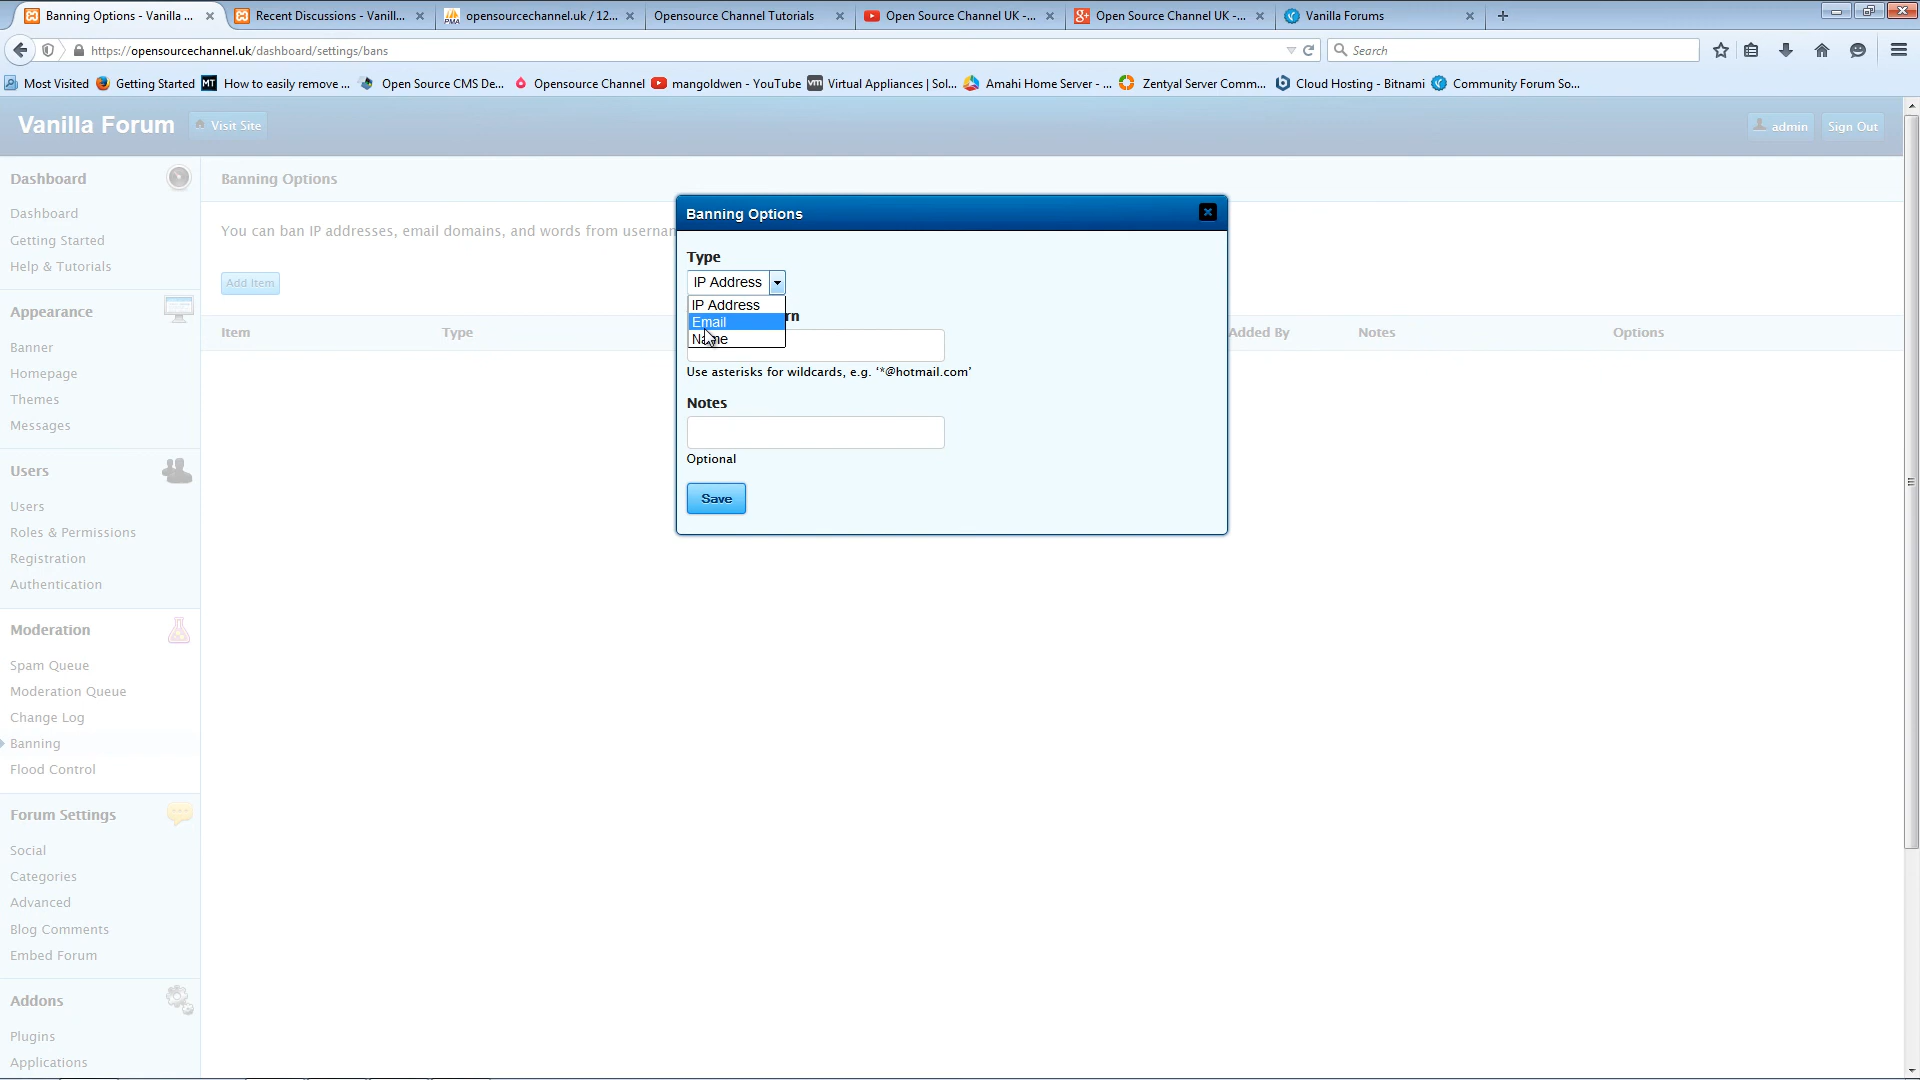 Banning Options - Vanilla ...
Recent Discussions - Vanill...
opensourcechannel.uk / 12...
Opensource Channel Tutorials
Open Source Channel UK -...
Open Source Channel UK -...
Vanilla Forums
https://opensourcechannel.uk/dashboard/settings/bans
Search
Most Visited
Getting Started
MT How to easily remove ...
Open Source CMS De...
Opensource Channel
mangoldwen - YouTube
vm Virtual Appliances | Sol...
Amahi Home Server - ...
Zentyal Server Comm...
Cloud Hosting - Bitnami
Community Forum So...
Vanilla Forum
Visit Site
admin
Sign Out
Dashboard
Dashboard
Getting Started
Help & Tutorials
Appearance
Banner
Homepage
Themes
Messages
Users
Users
Roles & Permissions
Registration
Authentication
Moderation
Spam Queue
Moderation Queue
Change Log
Banning
Flood Control
Forum Settings
Social
Categories
Advanced
Blog Comments
Embed Forum
Addons
Plugins
Applications
Banning Options
You can ban IP addresses, email domains, and words from
Add Item
Item
Type
Added By
Notes
Options
Banning Options
Type
IP Address
IP Address
Email
Name
Use asterisks for wildcards, e.g. ‘*@hotmail.com’
Notes
Optional
Save